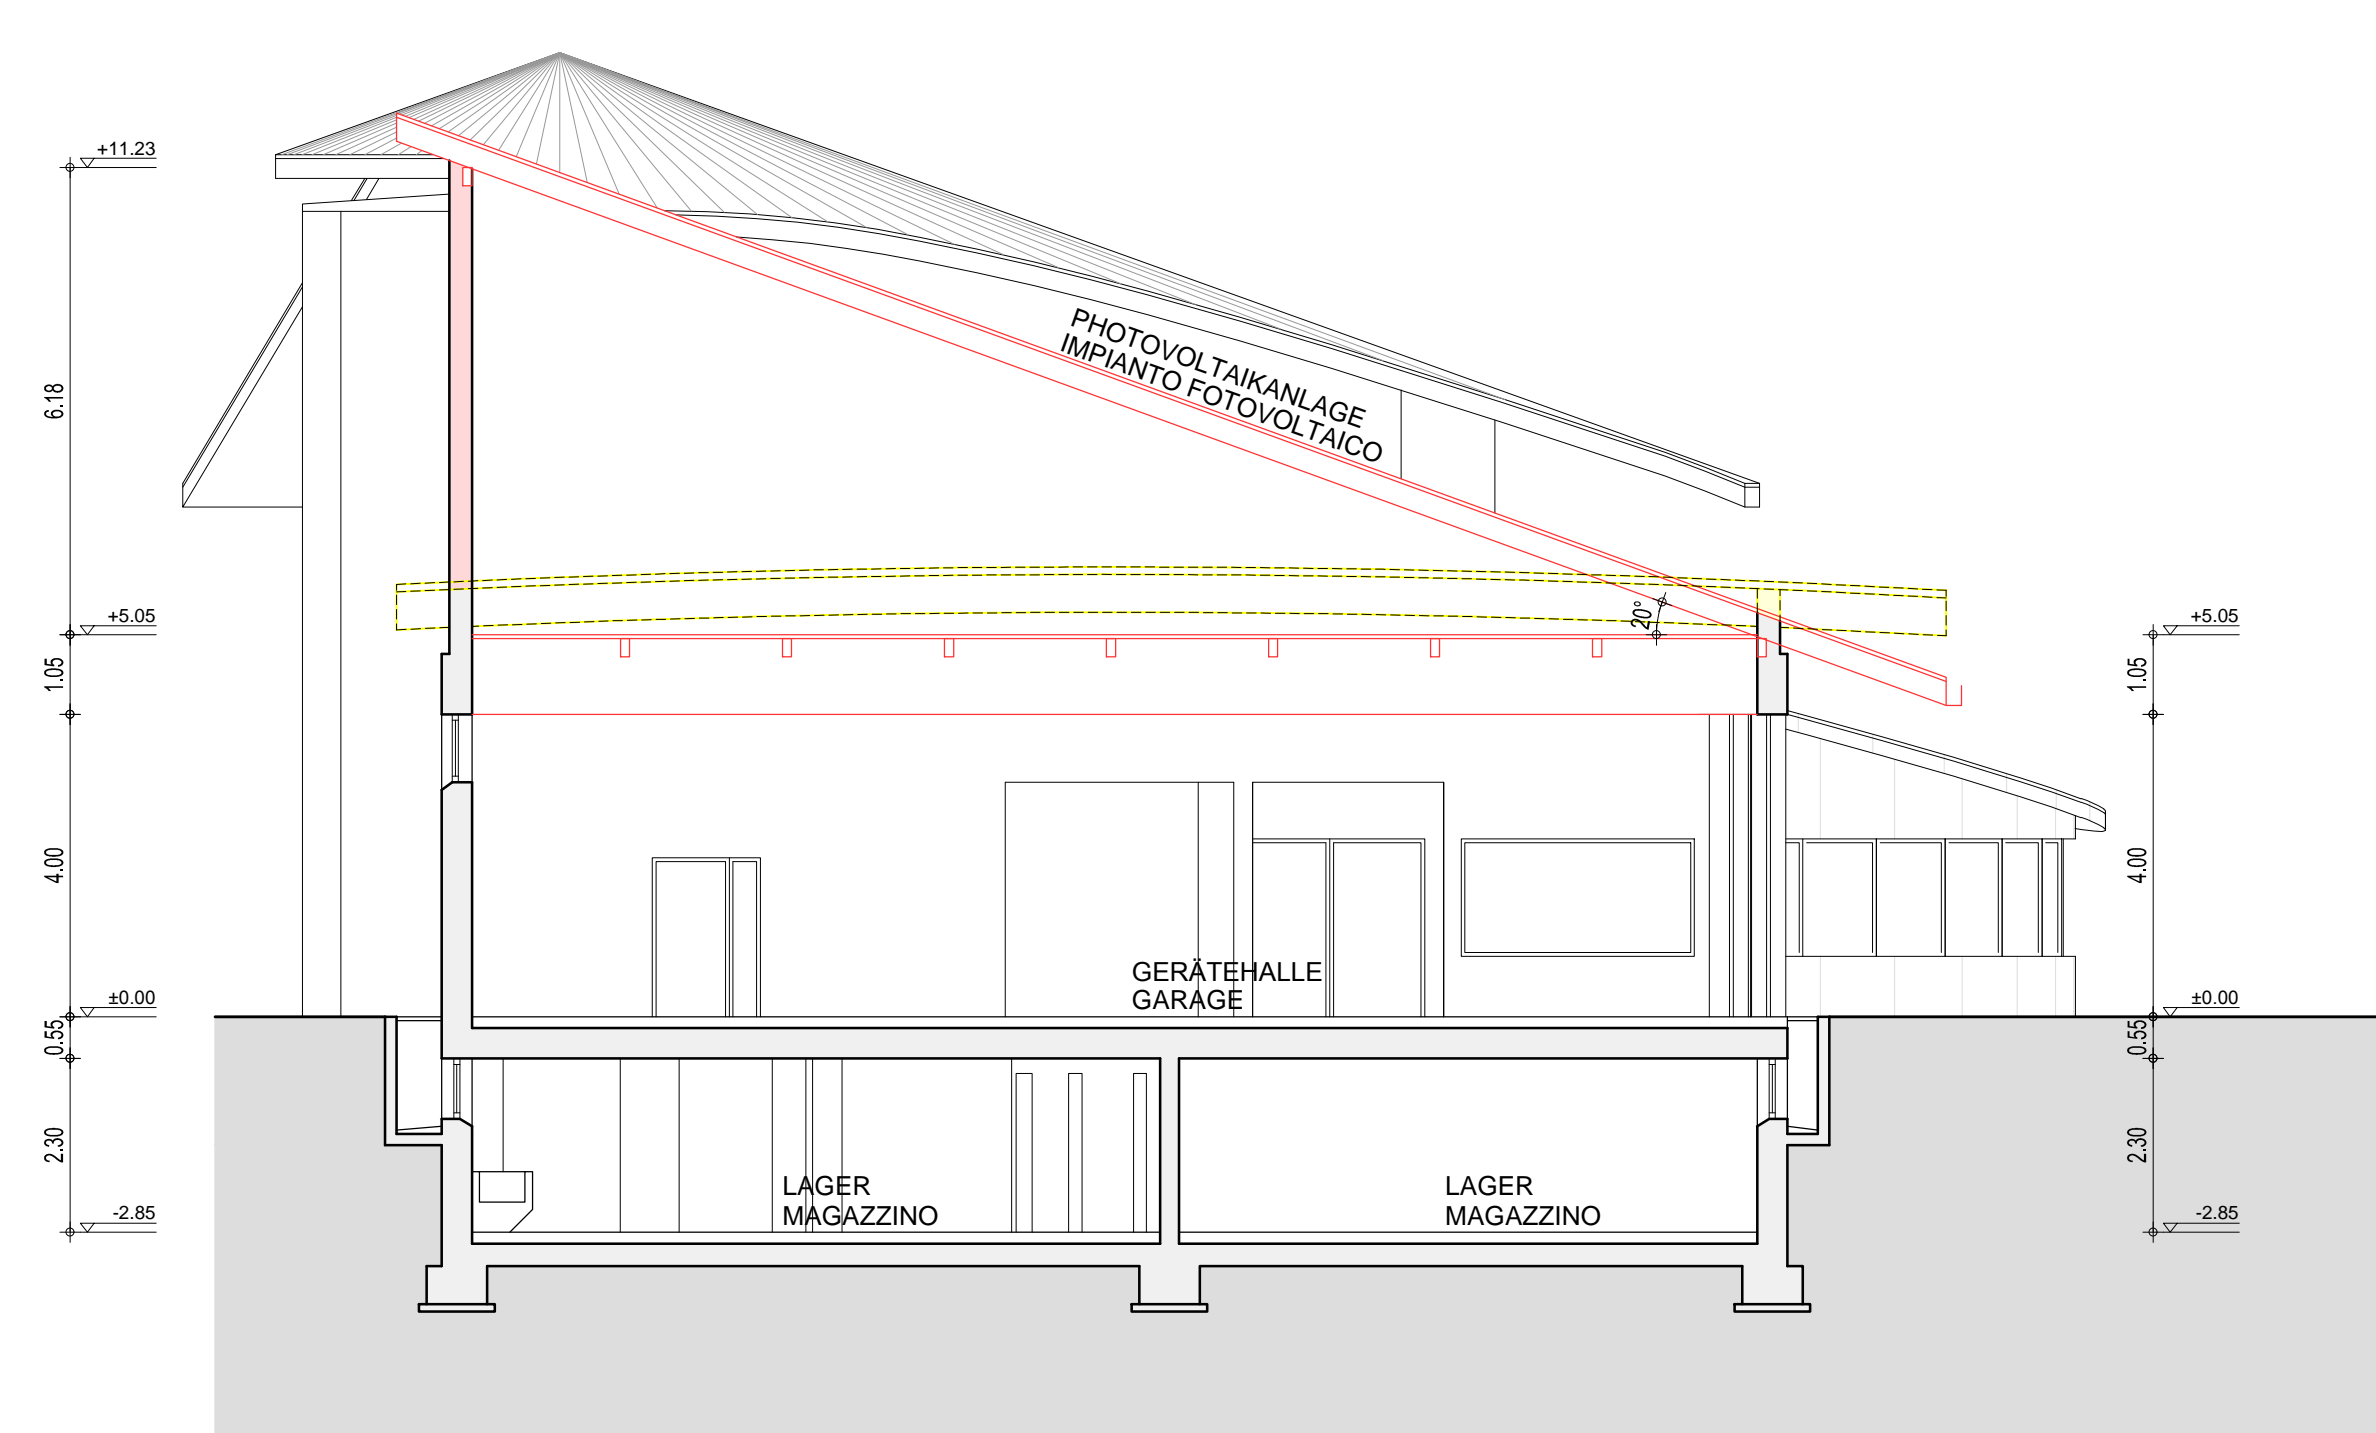 +11.23
6.18
PHOTOVOLTAIKANLAGE
IMPIANTO FOTOVOLTAICO
20°
+5.05
+5.05
1.05
1.05
4.00
4.00
GERÄTEHALLE
GARAGE
±0.00
±0.00
0.55
0.55
2.30
2.30
LAGER
MAGAZZINO
LAGER
MAGAZZINO
-2.85
-2.85